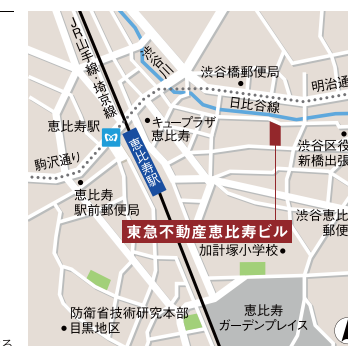 JR山手線・埼京線
渋谷川
渋谷橋郵便局
明治通
日比谷線
恵比寿駅
キュープラザ
恵比寿
恵比寿駅
駒沢通り
渋谷区役
新橋出張
恵比寿
駅前郵便局
渋谷恵比
郵便
東急不動産恵比寿ビル
加計塚小学校
防衛省技術研究本部
目黒地区
恵比寿
ガーデンプレイス
る